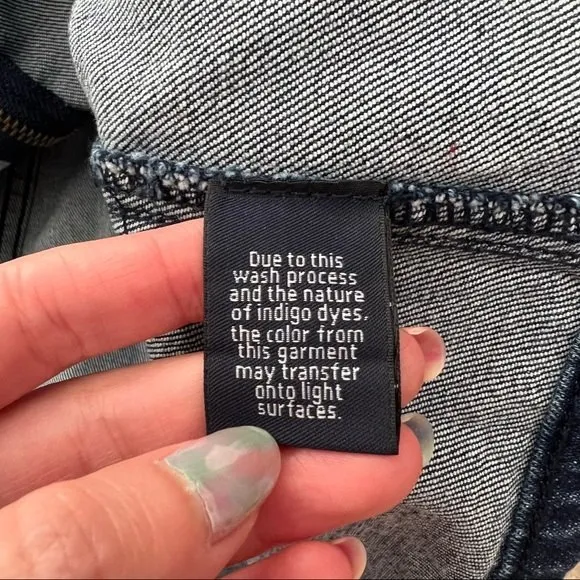 Due to this
wash process
and the nature
of indigo dyes,
the color from
this garment
may transfer
onto light
surfaces.